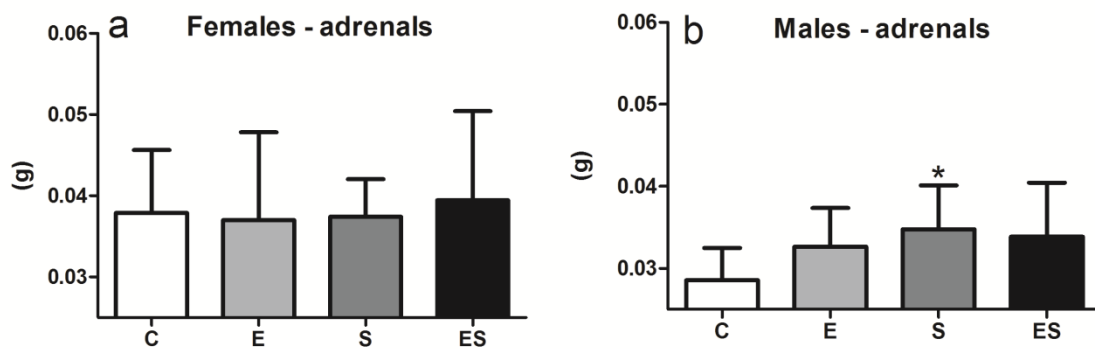 a Females - adrenals
0.06
0.05
0.04
0.03
(g)
C E S ES
b Males - adrenals
0.06
0.05
0.04
0.03
(g)
*
C E S ES